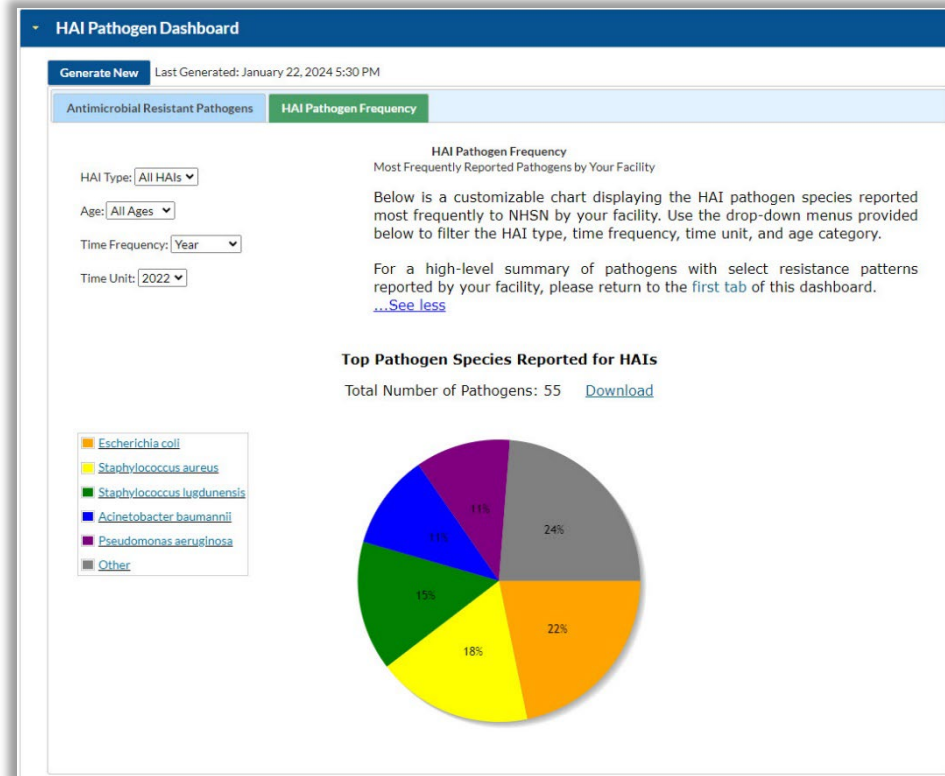 HAI Pathogen Dashboard
Generate New Last Generated: January 22, 2024 5:30 PM
Antimicrobial Resistant Pathogens HAI Pathogen Frequency
HAI Type: All HAIs
Age: All Ages
Time Frequency: Year
Time Unit: 2022
HAI Pathogen Frequency
Most Frequently Reported Pathogens by Your Facility
Below is a customizable chart displaying the HAI pathogen species reported
most frequently to NHSN by your facility. Use the drop-down menus provided
below to filter the HAI type, time frequency, time unit, and age category.
For a high-level summary of pathogens with select resistance patterns
reported by your facility, please return to the first tab of this dashboard.
...See less
Top Pathogen Species Reported for HAIs
Total Number of Pathogens: 55 Download
Escherichia coli
Staphylococcus aureus
Staphylococcus lugdunensis
Acinetobacter baumannii
Pseudomonas aeruginosa
Other
11%
24%
11%
15%
22%
18%